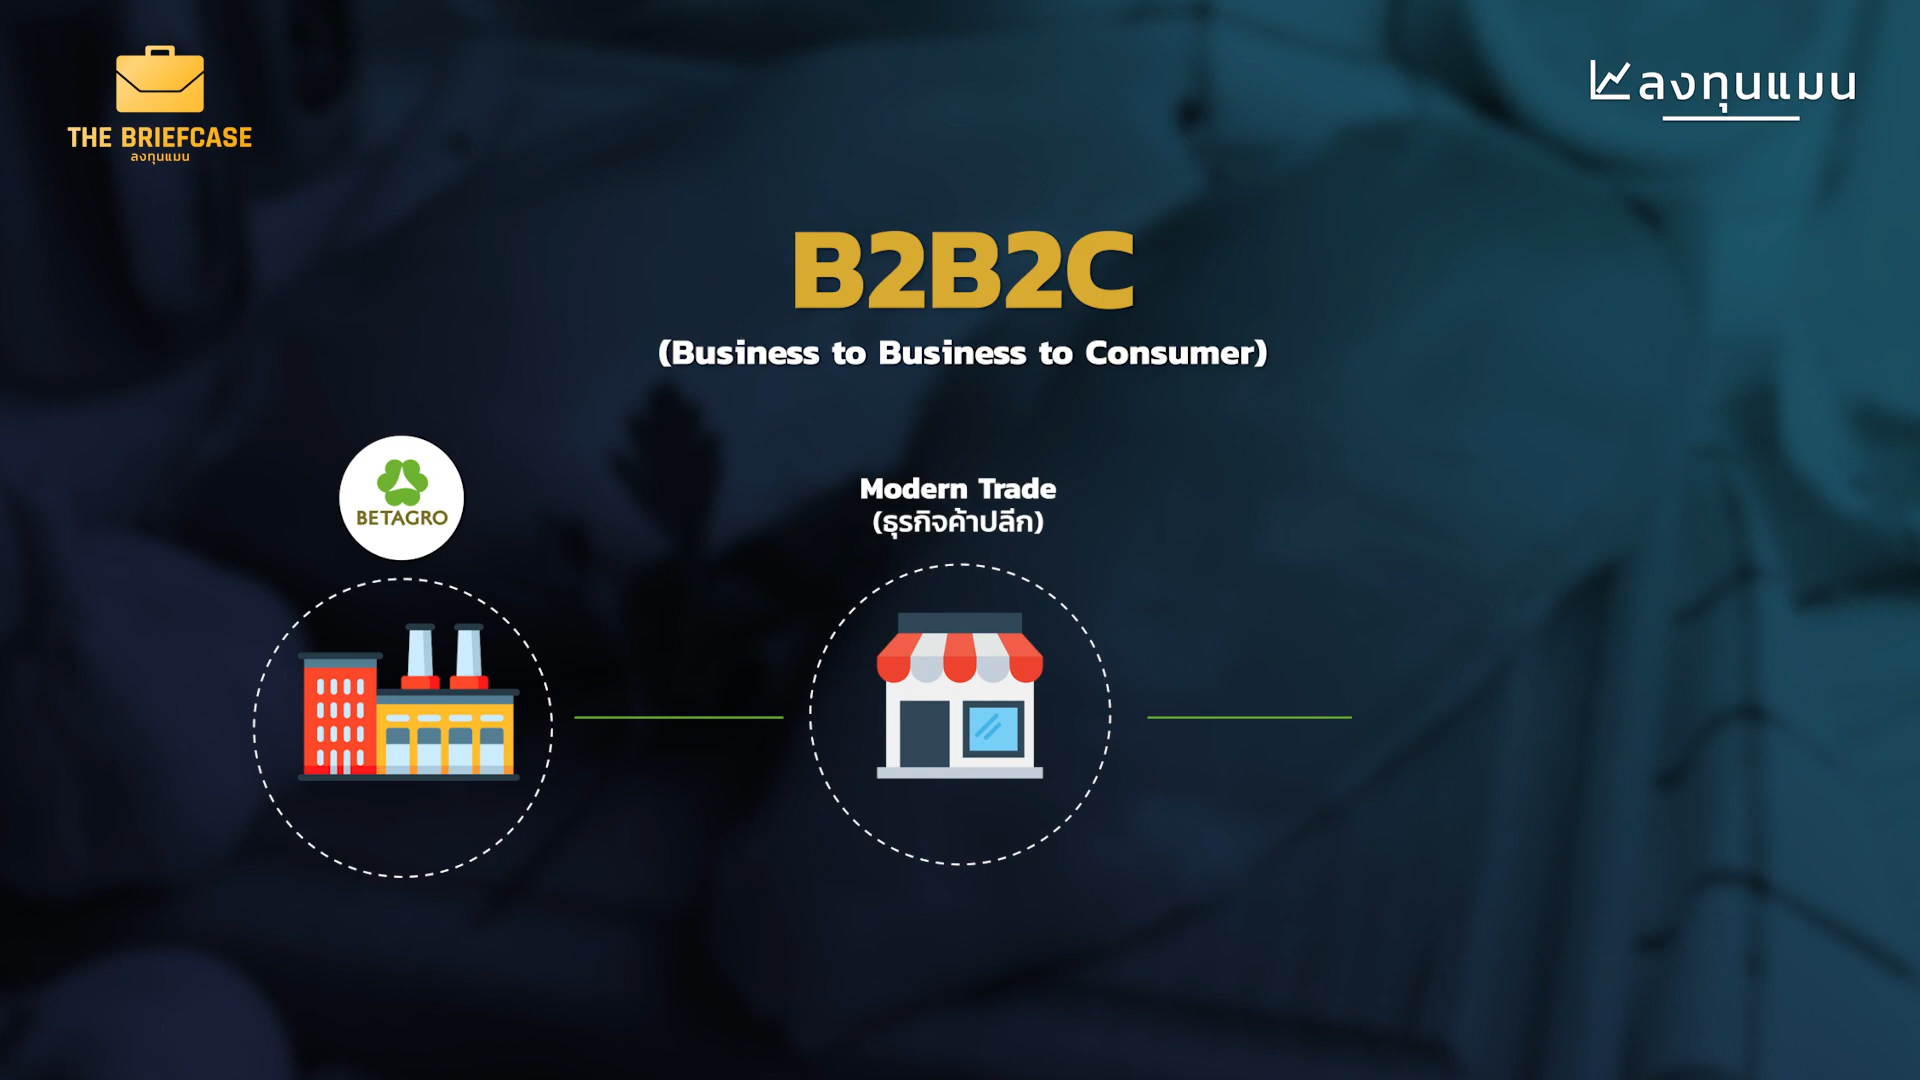 THE BRIEFCASE
ลงทุนแมน
ลงทุนแมน
B2B2C
(Business to Business to Consumer)
BETAGRO
Modern Trade
(ธุรกิจค้าปลีก)